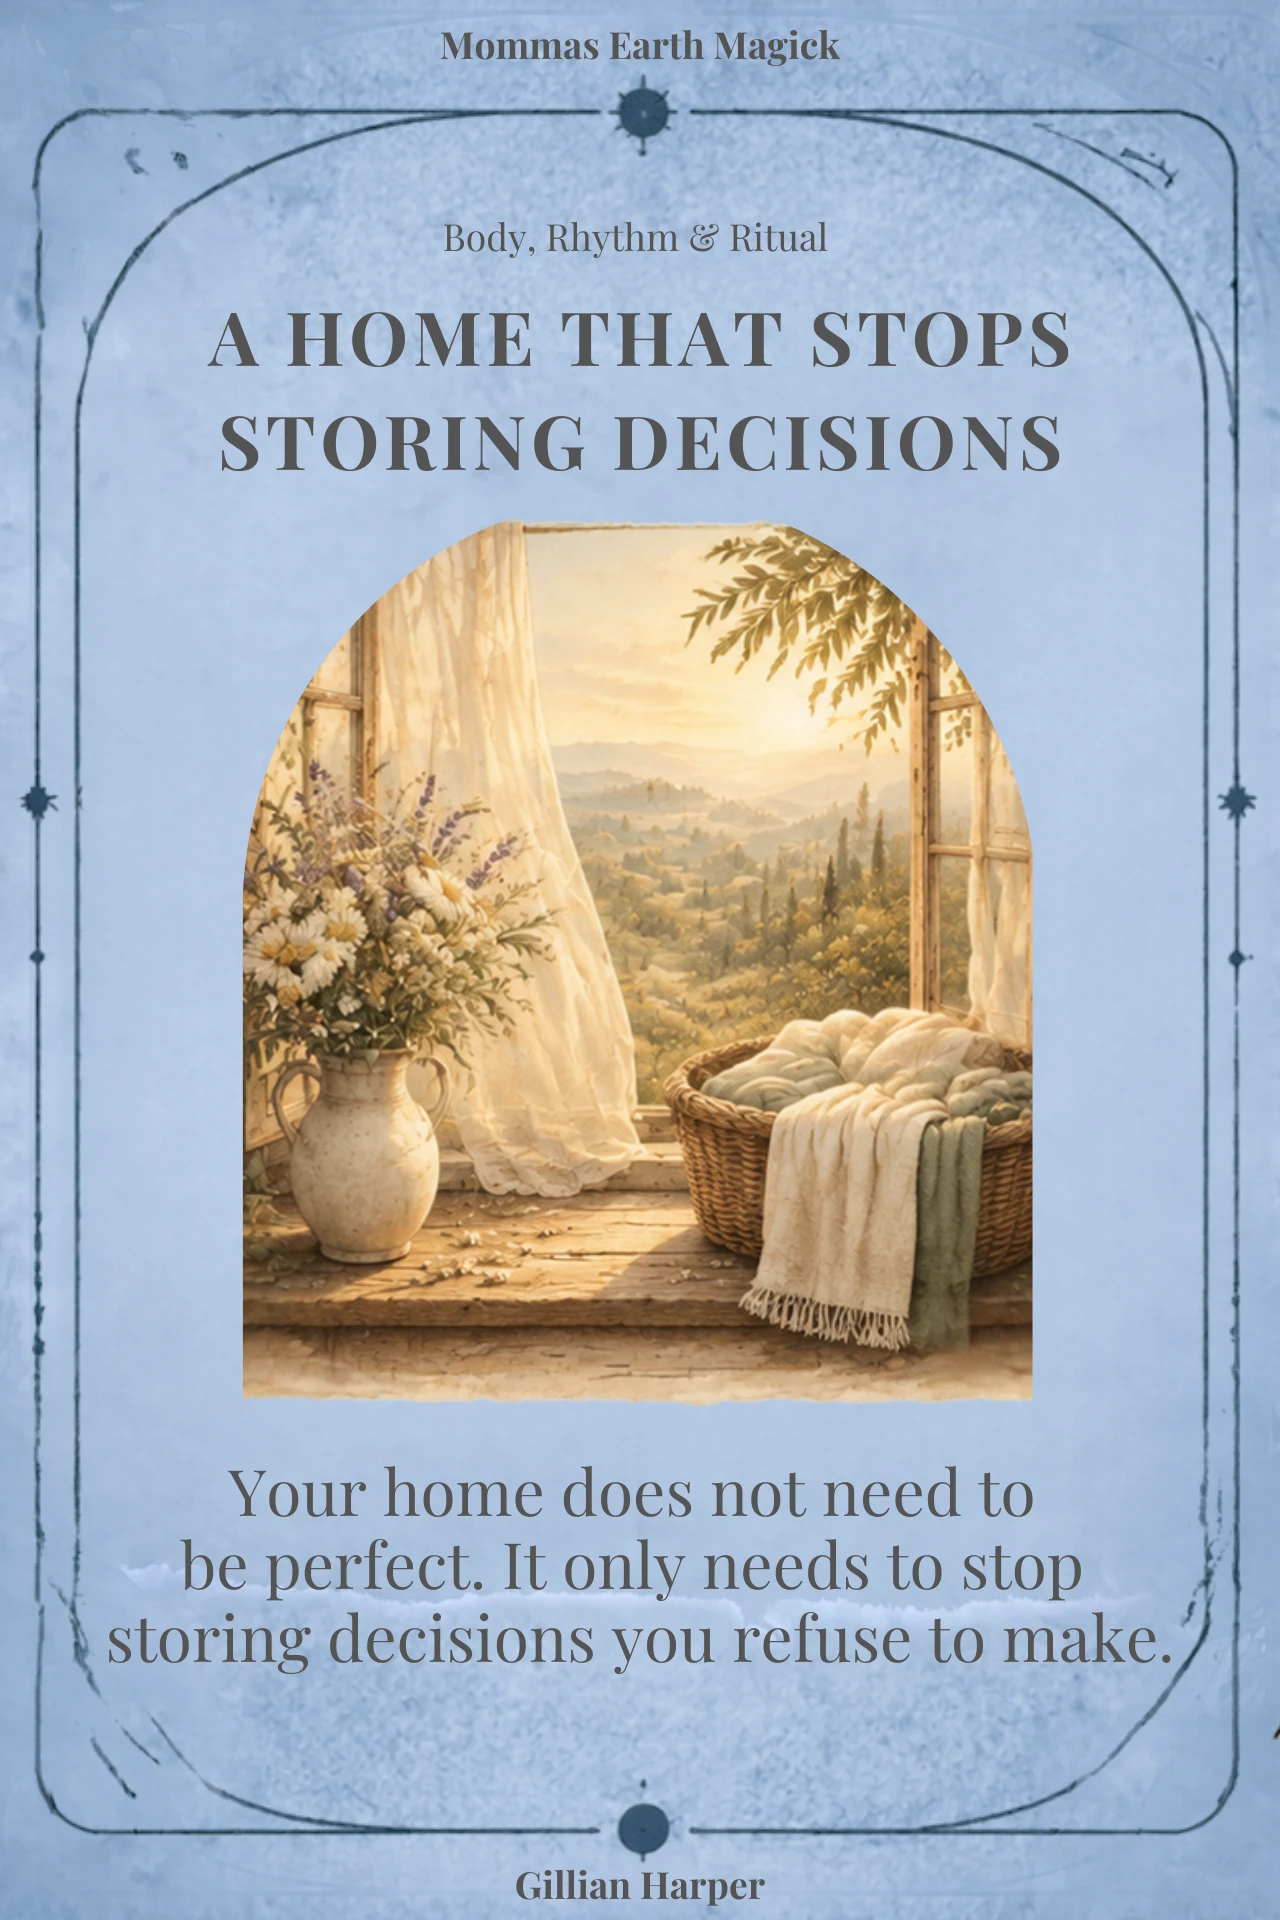 Mommas Earth Magick
Body, Rhythm & Ritual
A HOME THAT STOPS
STORING DECISIONS
Your home does not need to
be perfect. It only needs to stop
storing decisions you refuse to make.
Gillian Harper